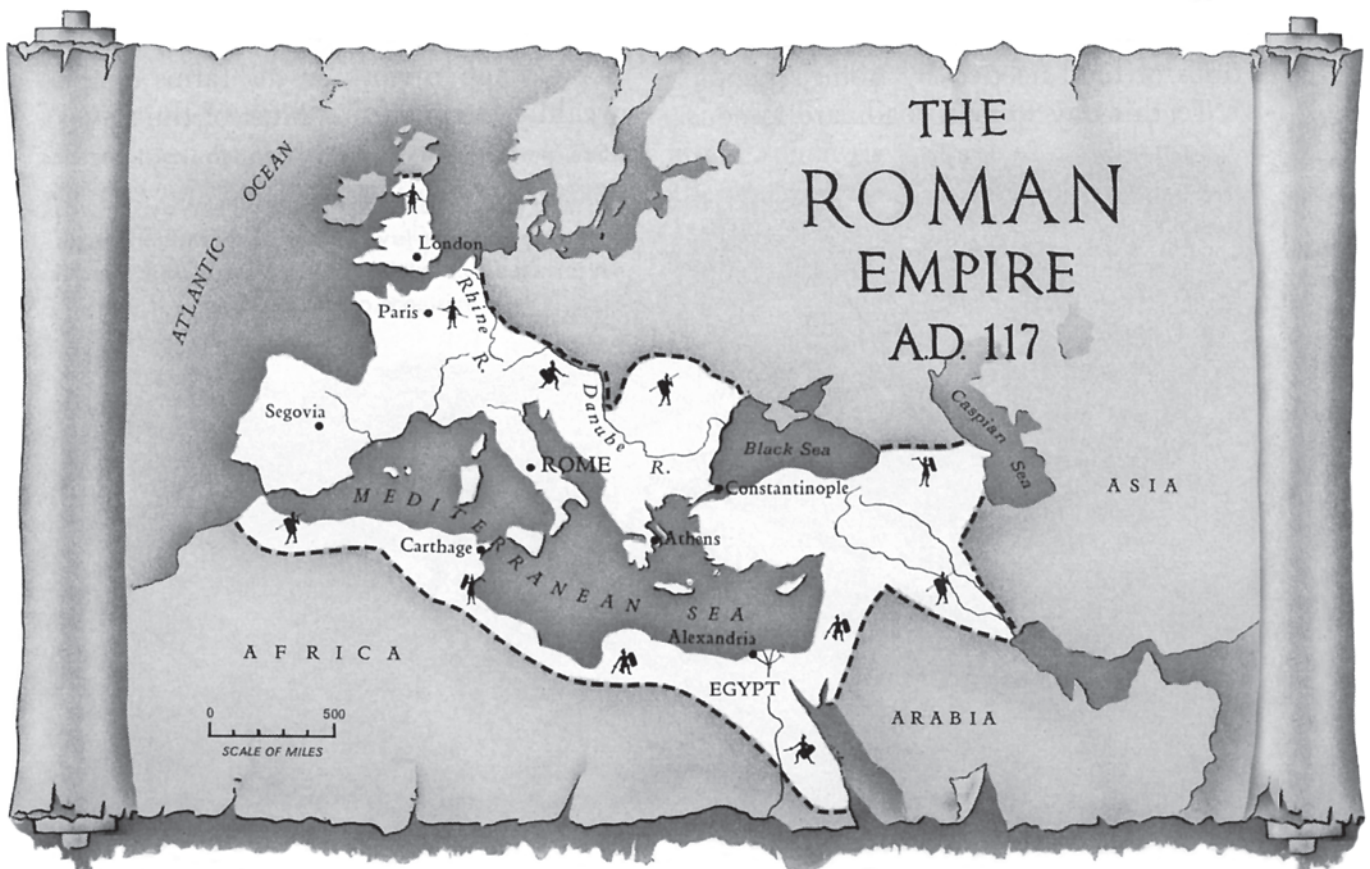 THE
ROMAN
EMPIRE
A.D. 117
ATLANTIC OCEAN
London
Paris
Rhine R.
Segovia
Danube R.
ROME
Black Sea
Caspian Sea
Constantinople
ASIA
MEDITERRANEAN SEA
Carthage
Athens
Alexandria
AFRICA
EGYPT
ARABIA
0 500
SCALE OF MILES